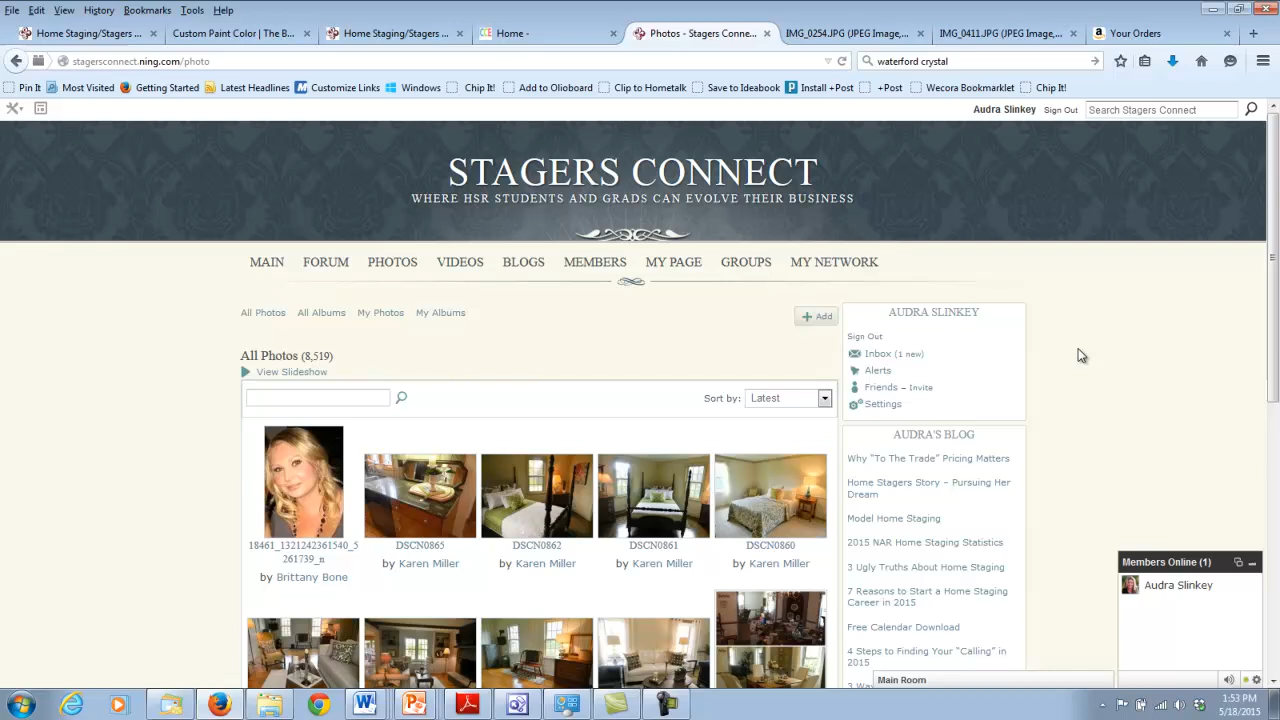 File Edit View History Bookmarks Tools Help
Home Staging/Stagers ... × Custom Paint Color | The B... × Home Staging/Stagers ... × CCE Home - × Photos - Stagers Conne... × IMG_0254.JPG (JPEG Image,... × IMG_0411.JPG (JPEG Image,... × Your Orders ×
stagersconnect.ning.com/photo waterford crystal
Pin It Most Visited Getting Started Latest Headlines Customize Links Windows Chip It! Add to Olioboard Clip to Hometalk Save to Ideabook Install +Post +Post Wecora Bookmarklet Chip It!
Audra Slinkey Sign Out Search Stagers Connect
STAGERS CONNECT
WHERE HSR STUDENTS AND GRADS CAN EVOLVE THEIR BUSINESS
MAIN FORUM PHOTOS VIDEOS BLOGS MEMBERS MY PAGE GROUPS MY NETWORK
All Photos All Albums My Photos My Albums
+ Add
All Photos (8,519)
View Slideshow
Sort by: Latest
18461_1321242361540_5
261739_n
by Brittany Bone
DSCN0865
by Karen Miller
DSCN0862
by Karen Miller
DSCN0861
by Karen Miller
DSCN0860
by Karen Miller
AUDRA SLINKEY
Sign Out
Inbox (1 new)
Alerts
Friends – Invite
Settings
AUDRA'S BLOG
Why “To The Trade” Pricing Matters
Home Stagers Story – Pursuing Her
Dream
Model Home Staging
2015 NAR Home Staging Statistics
3 Ugly Truths About Home Staging
7 Reasons to Start a Home Staging
Career in 2015
Free Calendar Download
4 Steps to Finding Your “Calling” in
2015
Members Online (1)
Audra Slinkey
Main Room
1:53 PM
5/18/2015